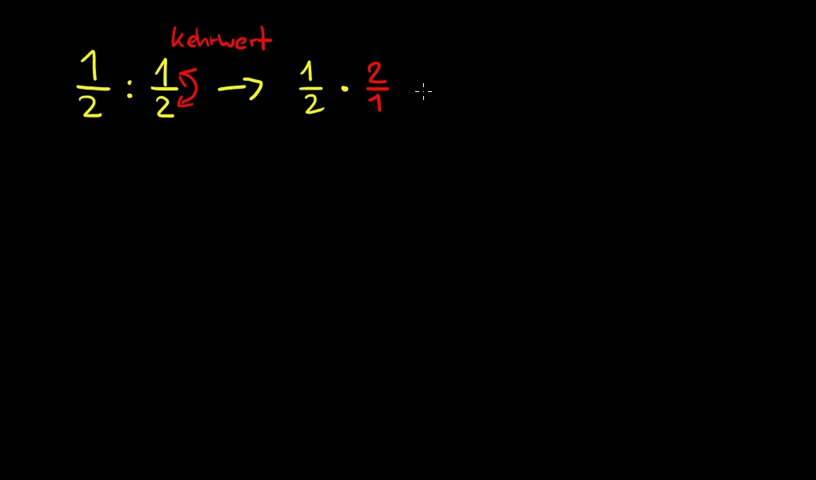 Kehrwert
1/2 : 1/2 → 1/2 · 2/1